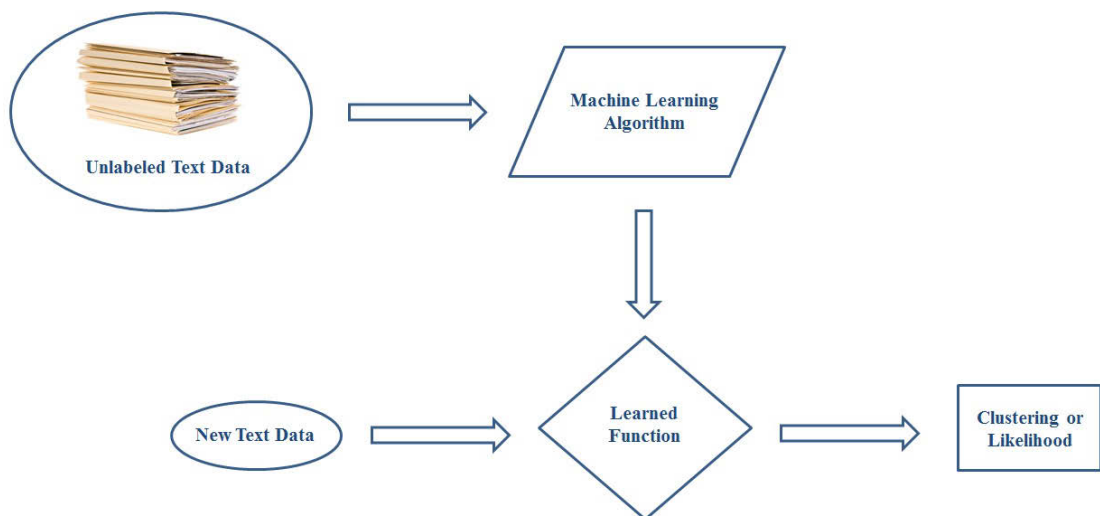 Unlabeled Text Data
Machine Learning
Algorithm
New Text Data
Learned
Function
Clustering or
Likelihood